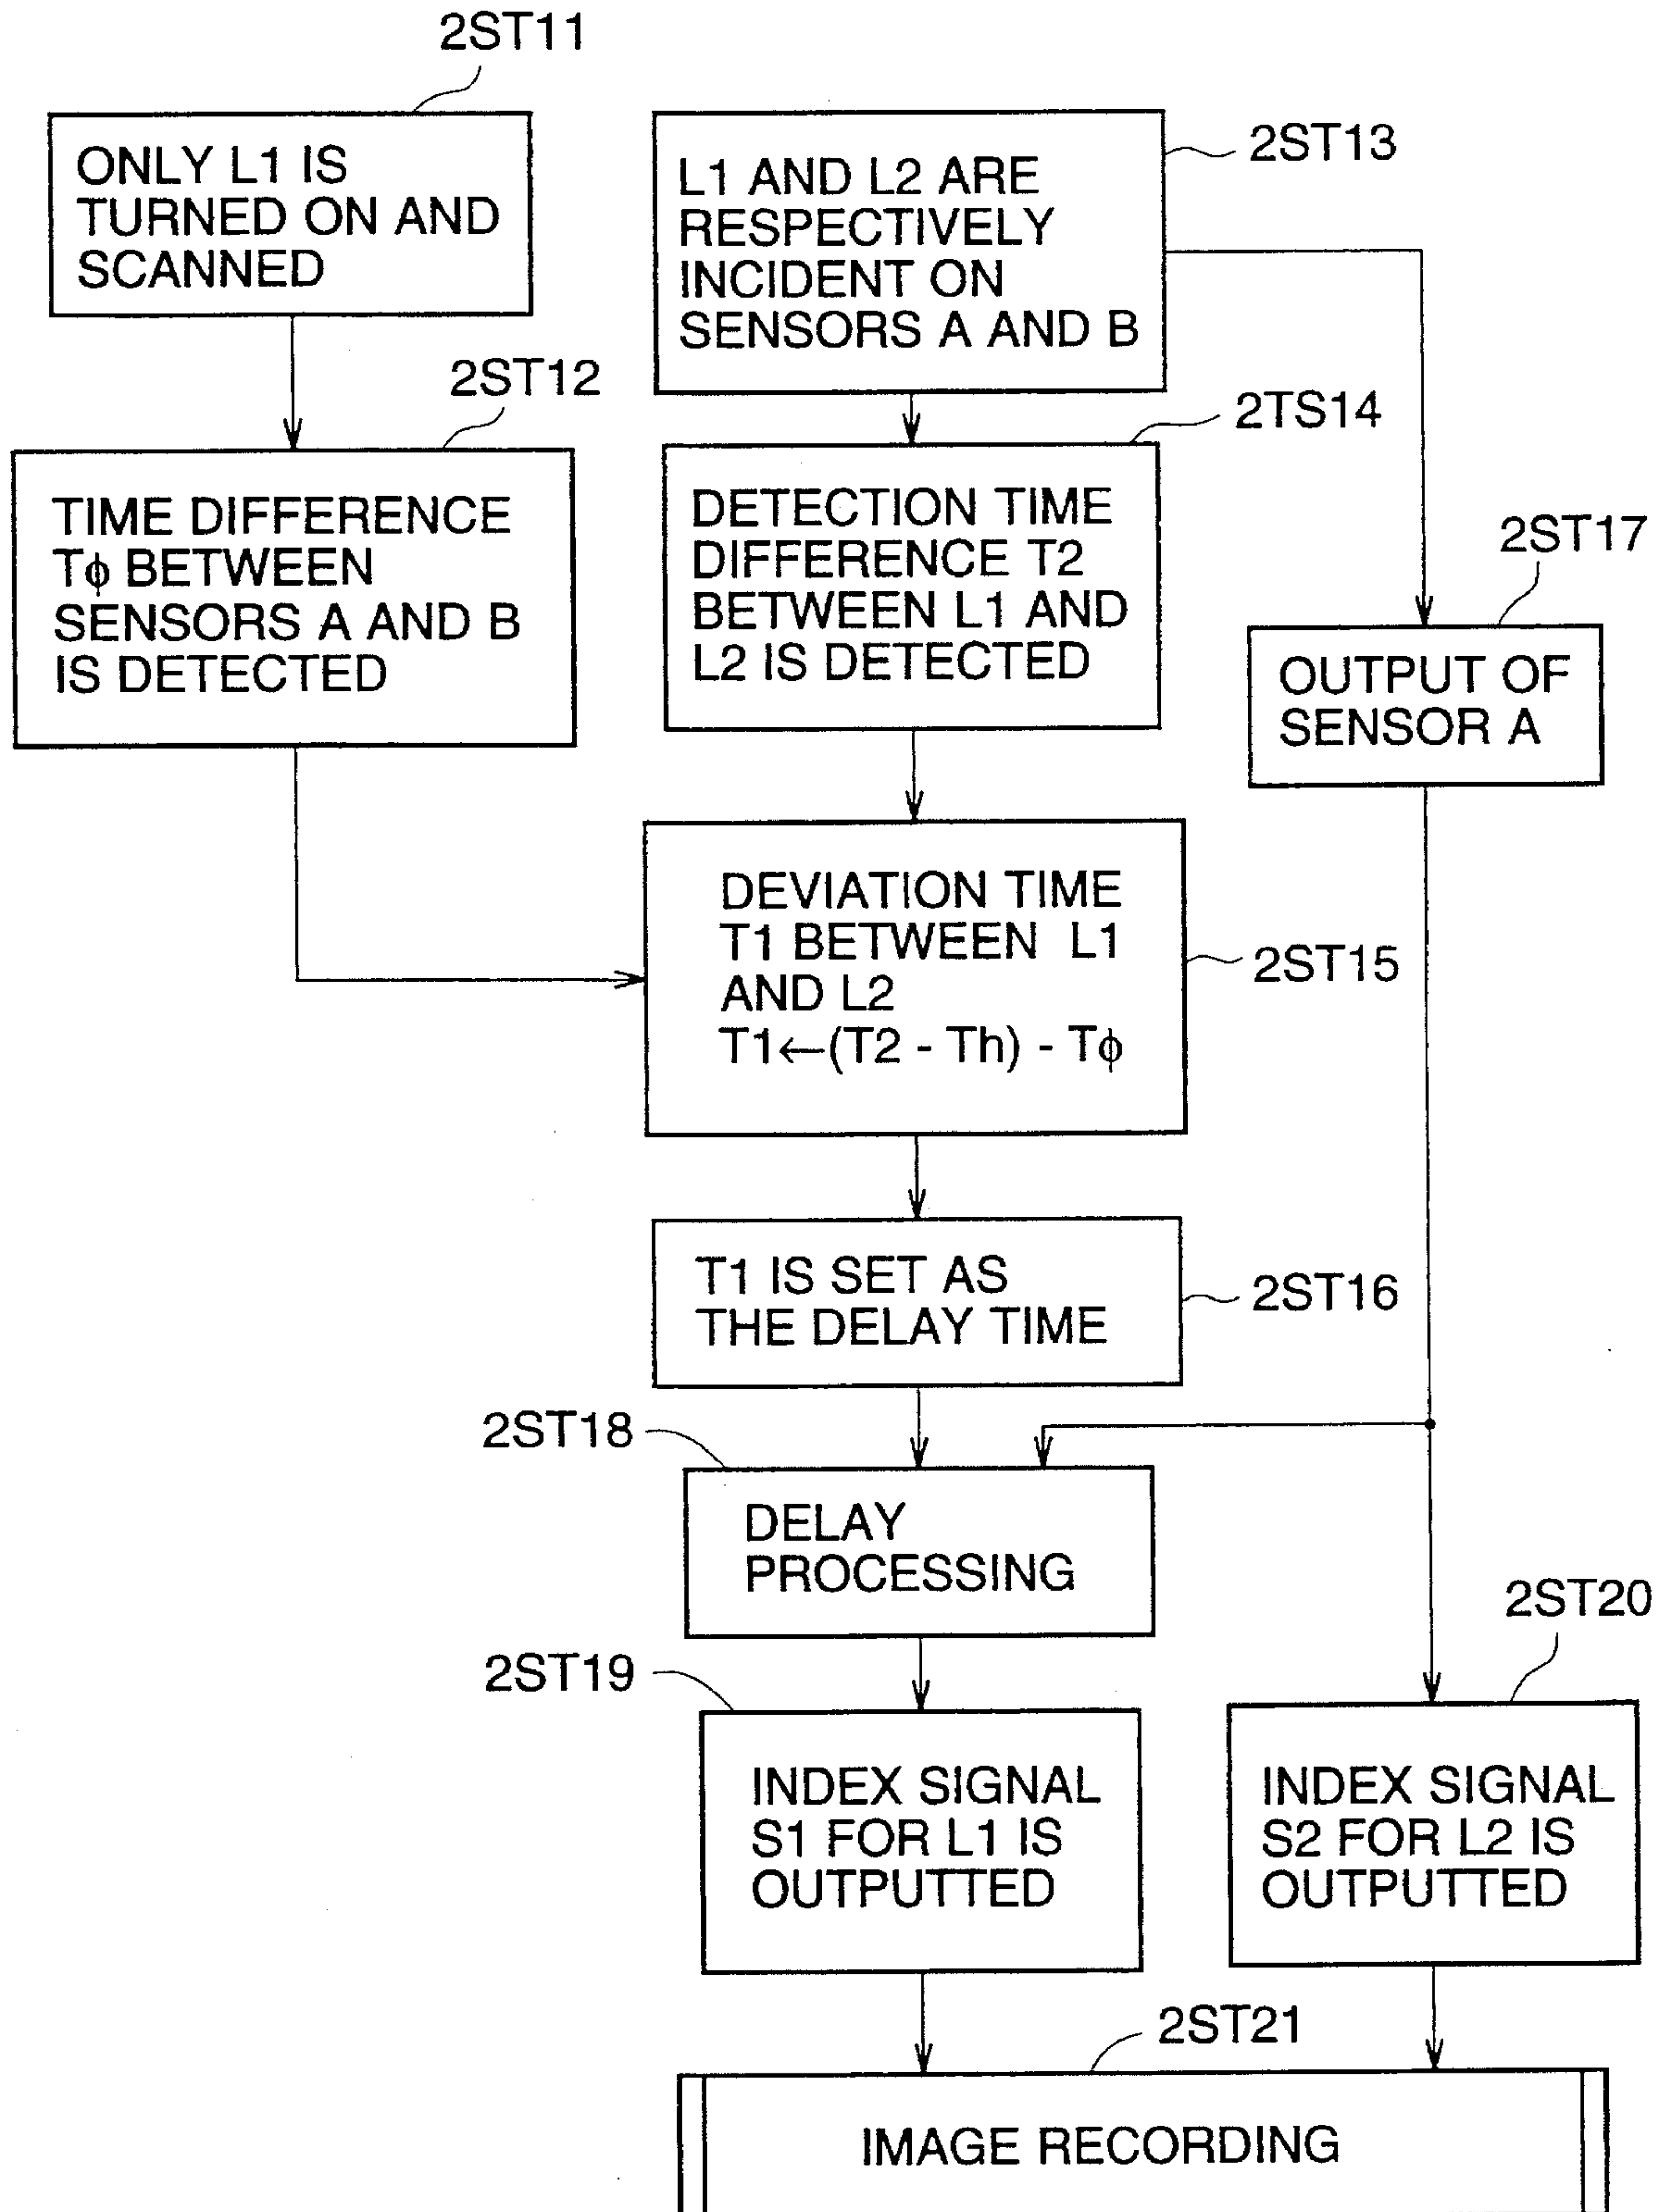 2ST11
ONLY L1 IS
TURNED ON AND
SCANNED
2ST12
TIME DIFFERENCE
Tϕ BETWEEN
SENSORS A AND B
IS DETECTED
2ST13
L1 AND L2 ARE
RESPECTIVELY
INCIDENT ON
SENSORS A AND B
2TS14
DETECTION TIME
DIFFERENCE T2
BETWEEN L1 AND
L2 IS DETECTED
2ST17
OUTPUT OF
SENSOR A
2ST15
DEVIATION TIME
T1 BETWEEN L1
AND L2
T1←(T2 - Th) - Tϕ
2ST16
T1 IS SET AS
THE DELAY TIME
2ST18
DELAY
PROCESSING
2ST19
INDEX SIGNAL
S1 FOR L1 IS
OUTPUTTED
2ST20
INDEX SIGNAL
S2 FOR L2 IS
OUTPUTTED
2ST21
IMAGE RECORDING